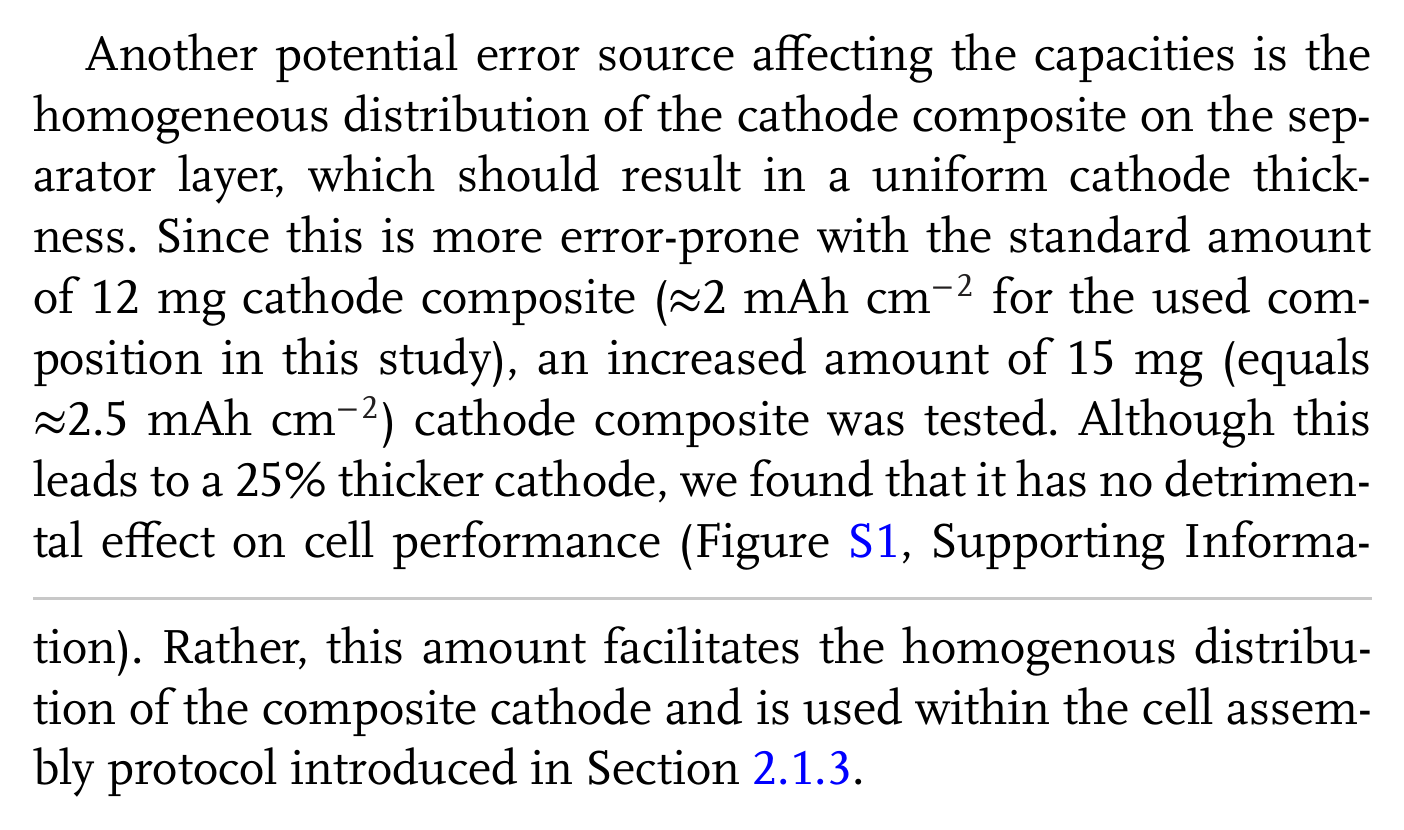 Another potential error source affecting the capacities is the
homogeneous distribution of the cathode composite on the sep-
arator layer, which should result in a uniform cathode thick-
ness. Since this is more error-prone with the standard amount
of 12 mg cathode composite (≈2 mAh cm⁻² for the used com-
position in this study), an increased amount of 15 mg (equals
≈2.5 mAh cm⁻²) cathode composite was tested. Although this
leads to a 25% thicker cathode, we found that it has no detrimen-
tal effect on cell performance (Figure S1, Supporting Informa-
tion). Rather, this amount facilitates the homogenous distribu-
tion of the composite cathode and is used within the cell assem-
bly protocol introduced in Section 2.1.3.